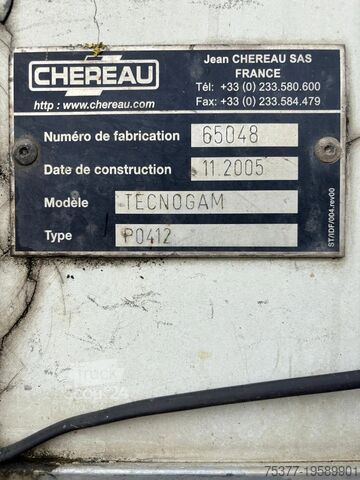 CHEREAU
http : www.chereau.com
Jean CHEREAU SAS
FRANCE
Tél: +33 (0) 233.580.600
Fax: +33 (0) 233.584.479
Numéro de fabrication 65048
Date de construction 11.2005
Modèle TECNOGAM
Type P0412
ST/IDF/004.rev00
75377-19589901